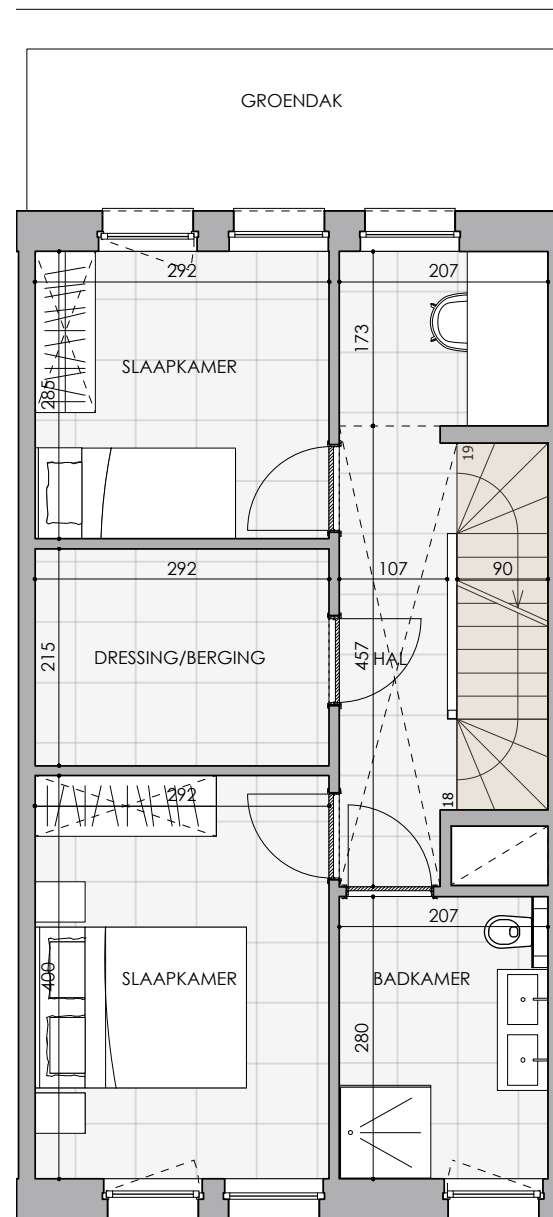 GROENDAK
292
207
173
SLAAPKAMER
285
19
292
107
90
215
DRESSING/BERGING
457
HAL
292
18
207
400
SLAAPKAMER
BADKAMER
280